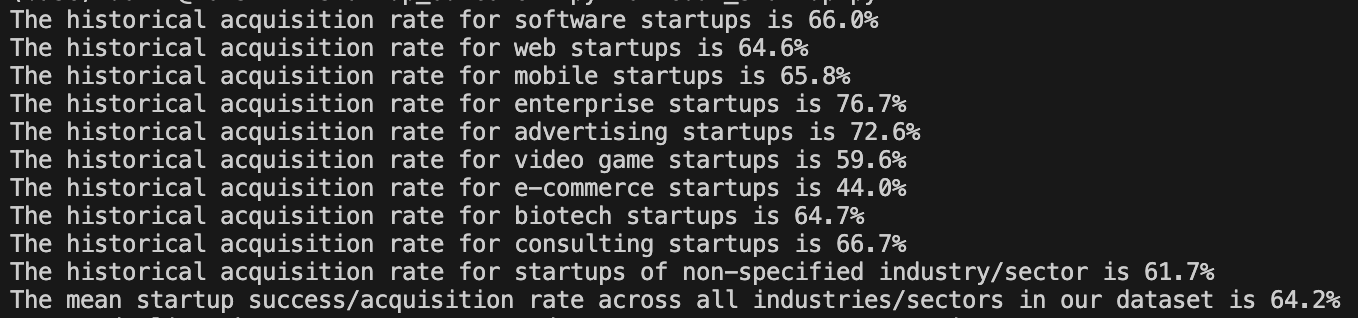 The historical acquisition rate for software startups is 66.0%
The historical acquisition rate for web startups is 64.6%
The historical acquisition rate for mobile startups is 65.8%
The historical acquisition rate for enterprise startups is 76.7%
The historical acquisition rate for advertising startups is 72.6%
The historical acquisition rate for video game startups is 59.6%
The historical acquisition rate for e-commerce startups is 44.0%
The historical acquisition rate for biotech startups is 64.7%
The historical acquisition rate for consulting startups is 66.7%
The historical acquisition rate for startups of non-specified industry/sector is 61.7%
The mean startup success/acquisition rate across all industries/sectors in our dataset is 64.2%